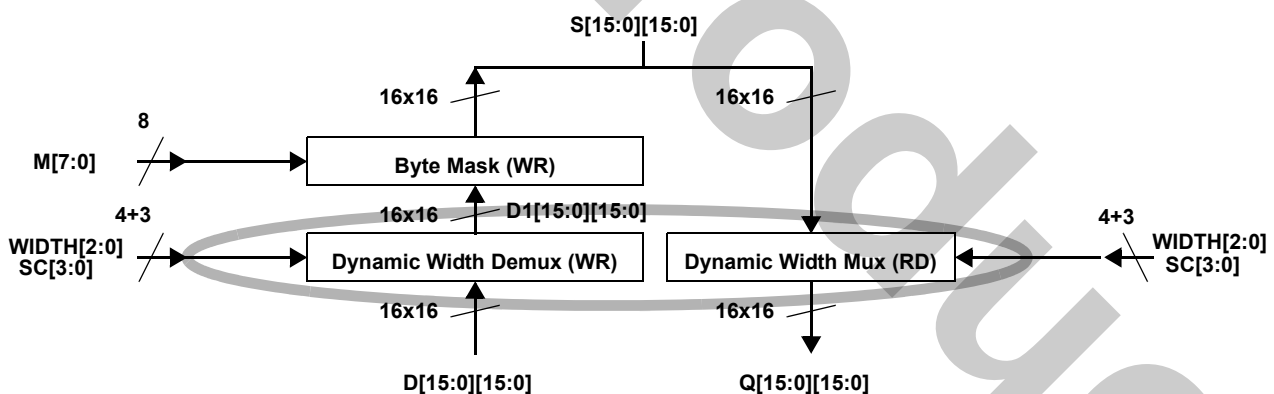 S[15:0][15:0]
16x16
16x16
8
M[7:0]
Byte Mask (WR)
4+3
16x16
D1[15:0][15:0]
4+3
WIDTH[2:0]
SC[3:0]
Dynamic Width Demux (WR)
Dynamic Width Mux (RD)
WIDTH[2:0]
SC[3:0]
16x16
16x16
D[15:0][15:0]
Q[15:0][15:0]